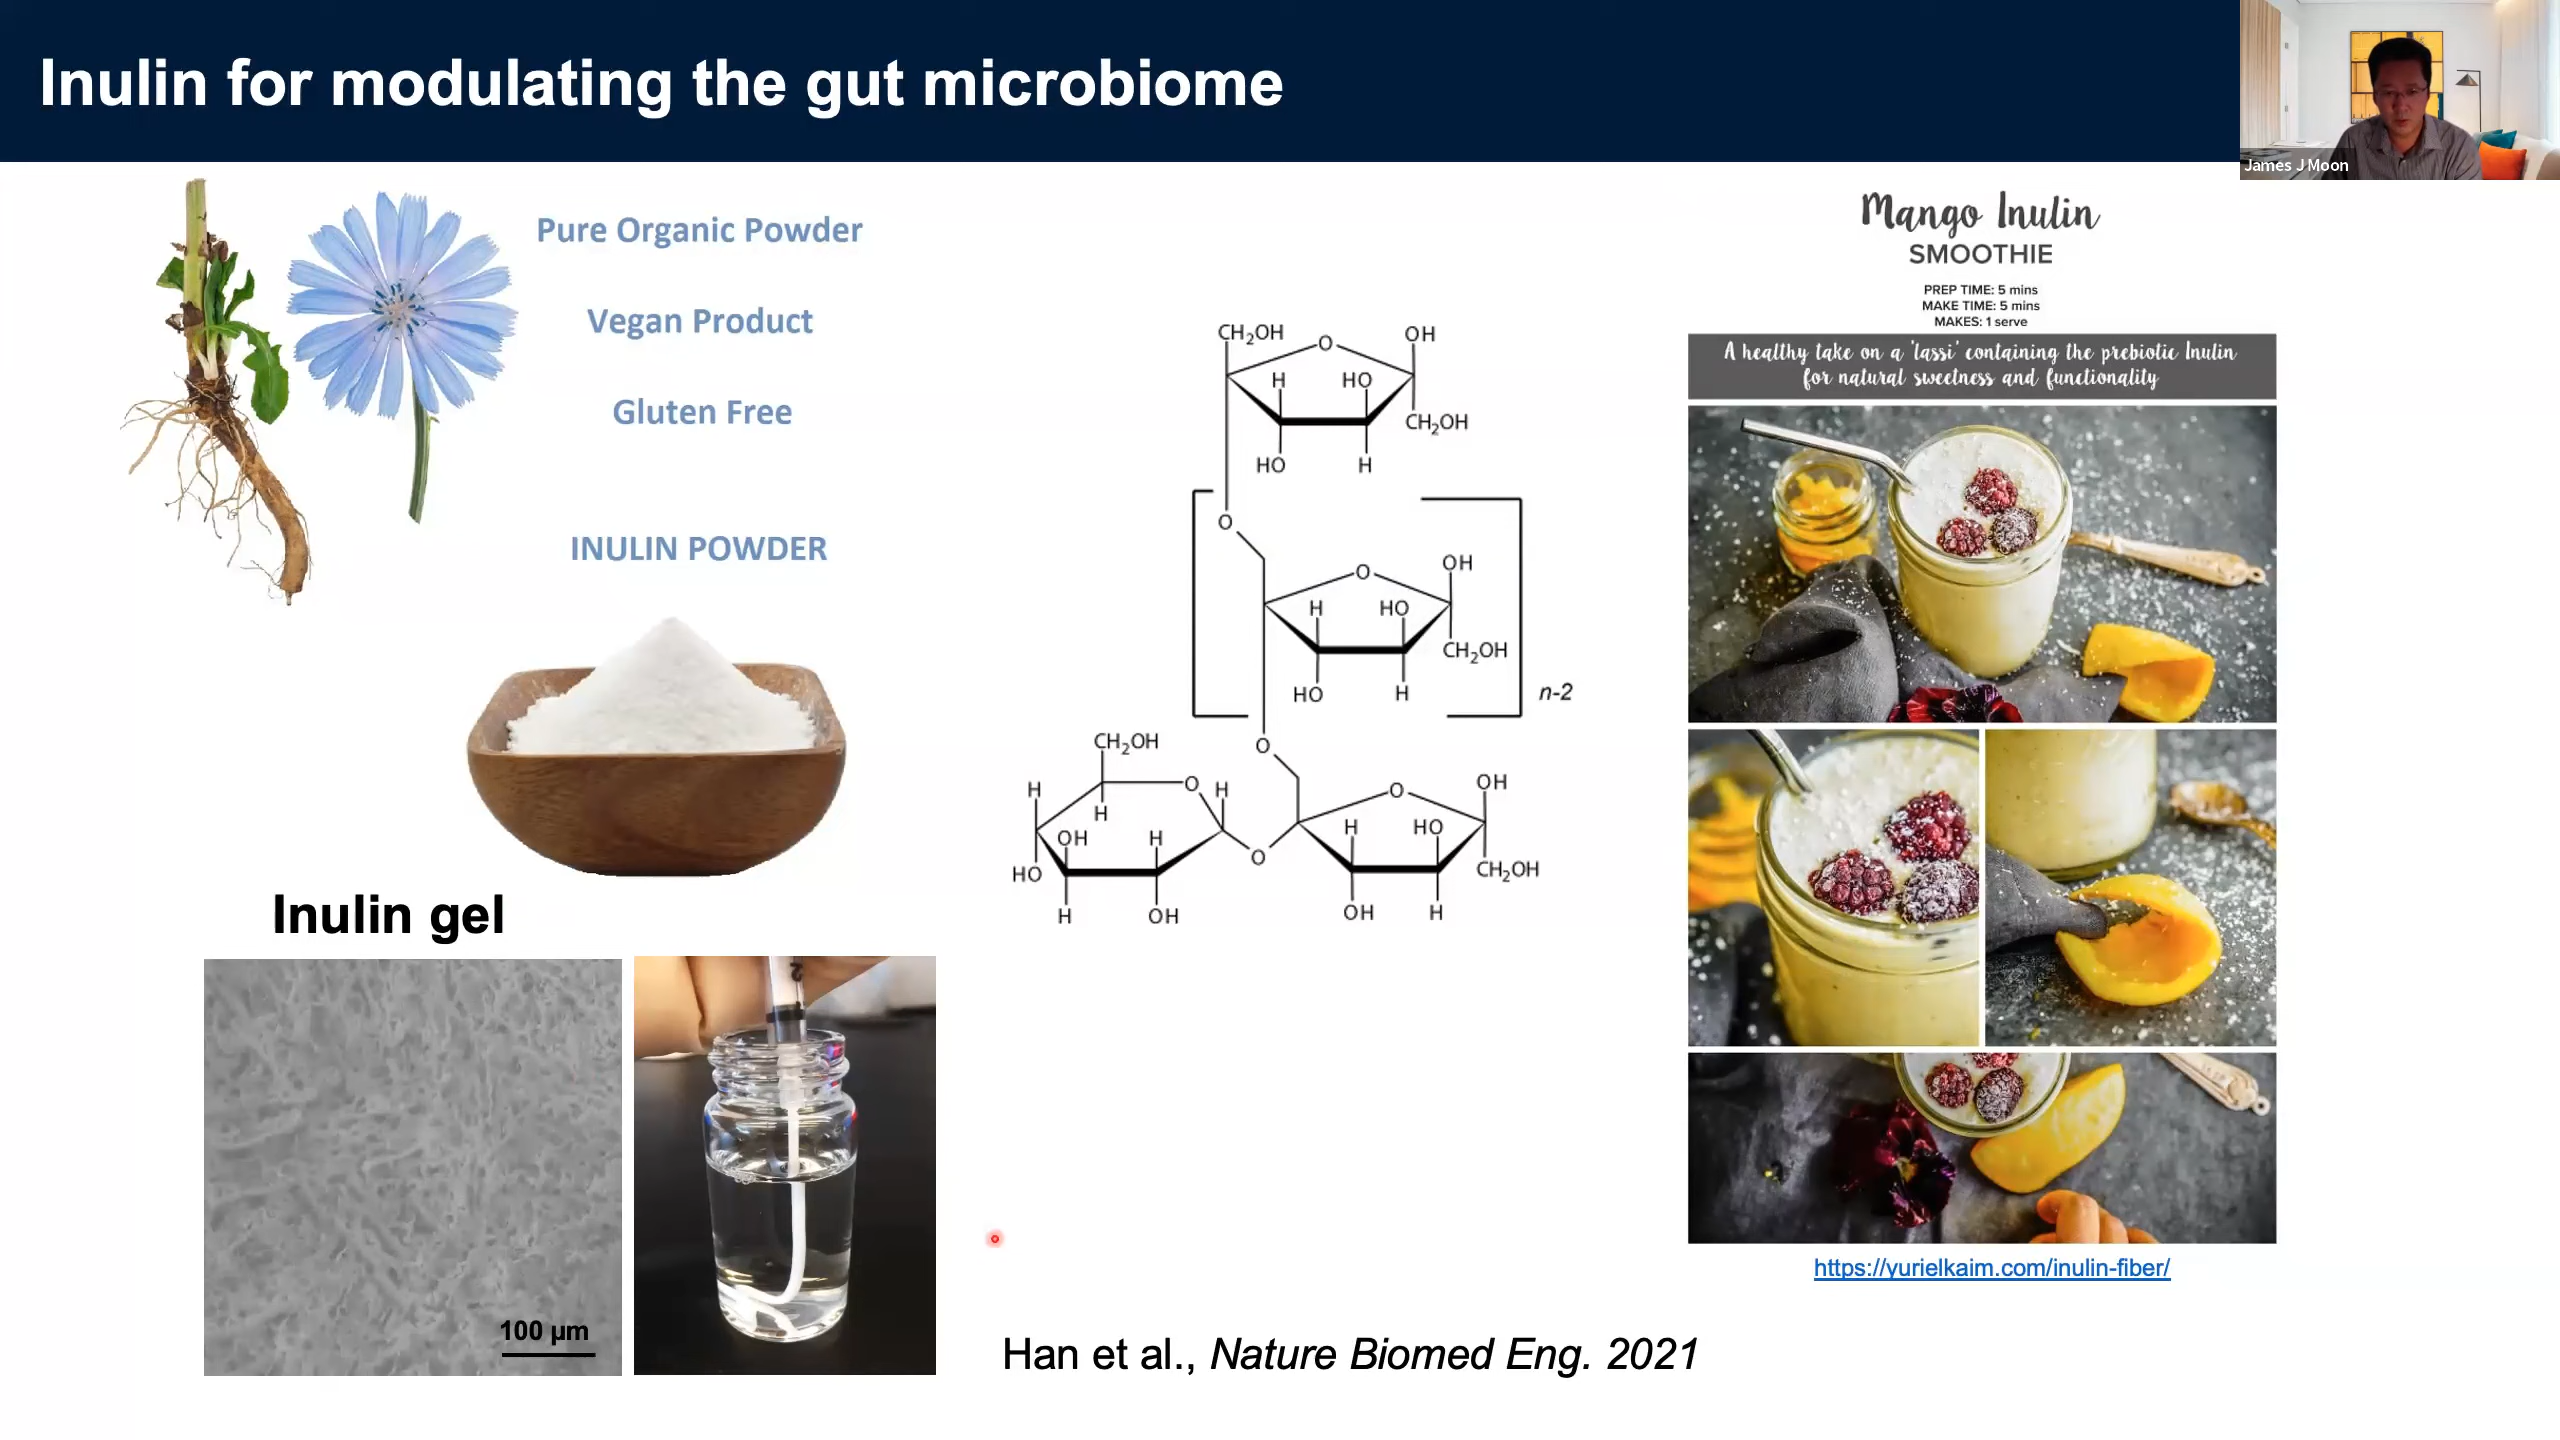 Inulin for modulating the gut microbiome
James J Moon
Pure Organic Powder
Vegan Product
Gluten Free
INULIN POWDER
Inulin gel
100 µm
CH₂OH
O
OH
H
HO
CH₂OH
HO
H
O
O
OH
H
HO
CH₂OH
HO
H
n-2
O
CH₂OH
O
H
H
H
OH
H
HO
H
OH
O
O
OH
H
HO
CH₂OH
OH
H
Mango Inulin
SMOOTHIE
PREP TIME: 5 mins
MAKE TIME: 5 mins
MAKES: 1 serve
A healthy take on a 'lassi' containing the prebiotic Inulin
for natural sweetness and functionality
https://yurielkaim.com/inulin-fiber/
Han et al., Nature Biomed Eng. 2021